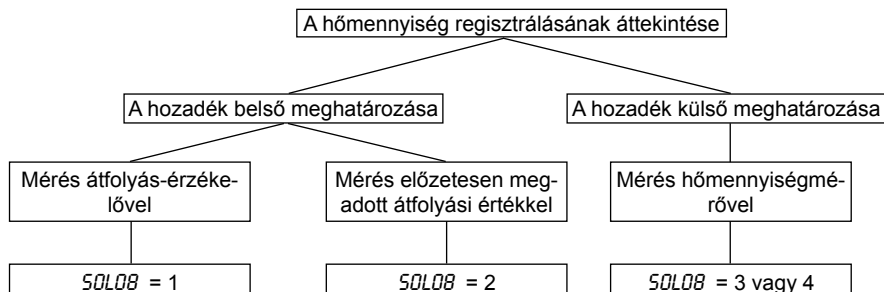 A hőmennyiség regisztrálásának áttekintése
A hozadék belső meghatározása
A hozadék külső meghatározása
Mérés átfolyás-érzéke-
lővel
Mérés előzetesen meg-
adott átfolyási értékkel
Mérés hőmennyiségmé-
rővel
SOL08 = 1
SOL08 = 2
SOL08 = 3 vagy 4